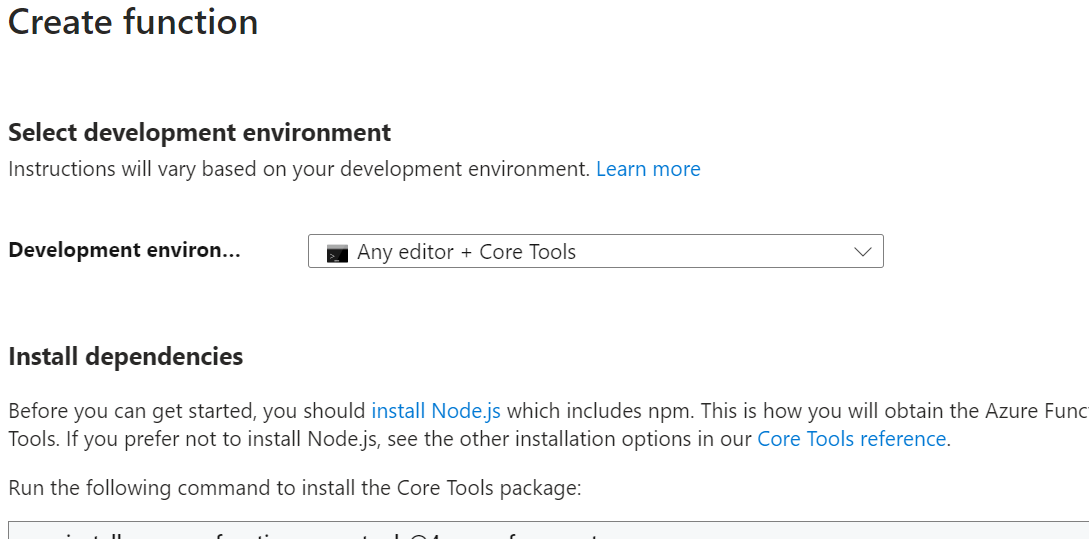 Create function
Select development environment
Instructions will vary based on your development environment. Learn more
Development environ...
Any editor + Core Tools
Install dependencies
Before you can get started, you should install Node.js which includes npm. This is how you will obtain the Azure Func
Tools. If you prefer not to install Node.js, see the other installation options in our Core Tools reference.
Run the following command to install the Core Tools package: